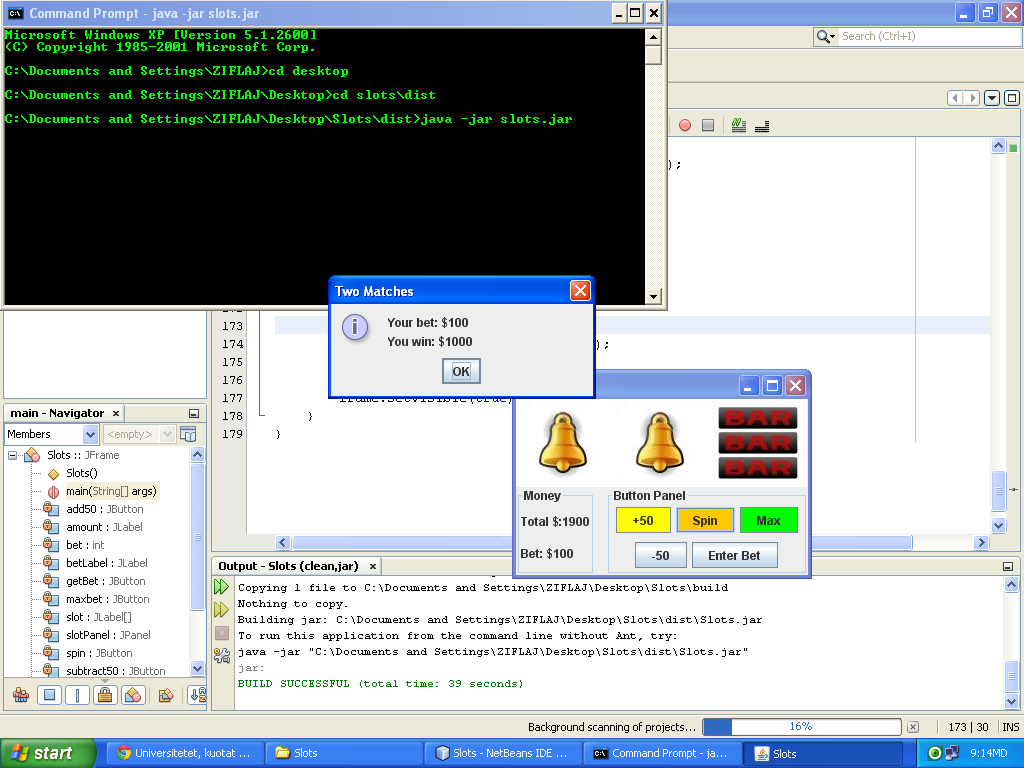 Command Prompt - java -jar slots.jar
Microsoft Windows XP [Version 5.1.2600]
(C) Copyright 1985-2001 Microsoft Corp.
C:\Documents and Settings\ZIFLAJ>cd desktop
C:\Documents and Settings\ZIFLAJ\Desktop>cd slots\dist
C:\Documents and Settings\ZIFLAJ\Desktop\Slots\dist>java -jar slots.jar
Search (Ctrl+I)
);
Two Matches
Your bet: $100
You win: $1000
OK
173
174 );
175
176
177
178 }
179 }
BAR
BAR
BAR
Money
Total $:1900
Bet: $100
Button Panel
+50
Spin
Max
-50
Enter Bet
main - Navigator
Members
<empty>
Slots :: JFrame
Slots()
main(String[] args)
add50 : JButton
amount : JLabel
bet : int
betLabel : JLabel
getBet : JButton
maxbet : JButton
slot : JLabel[]
slotPanel : JPanel
spin : JButton
subtract50 : JButton
Output - Slots (clean,jar)
Copying 1 file to C:\Documents and Settings\ZIFLAJ\Desktop\Slots\build
Nothing to copy.
Building jar: C:\Documents and Settings\ZIFLAJ\Desktop\Slots\dist\Slots.jar
To run this application from the command line without Ant, try:
java -jar "C:\Documents and Settings\ZIFLAJ\Desktop\Slots\dist\Slots.jar"
jar:
BUILD SUCCESSFUL (total time: 39 seconds)
Background scanning of projects... 16% 173 | 30 INS
start
Universitetet, kuotat ...
Slots
Slots - NetBeans IDE ...
Command Prompt - ja...
Slots
9:14MD